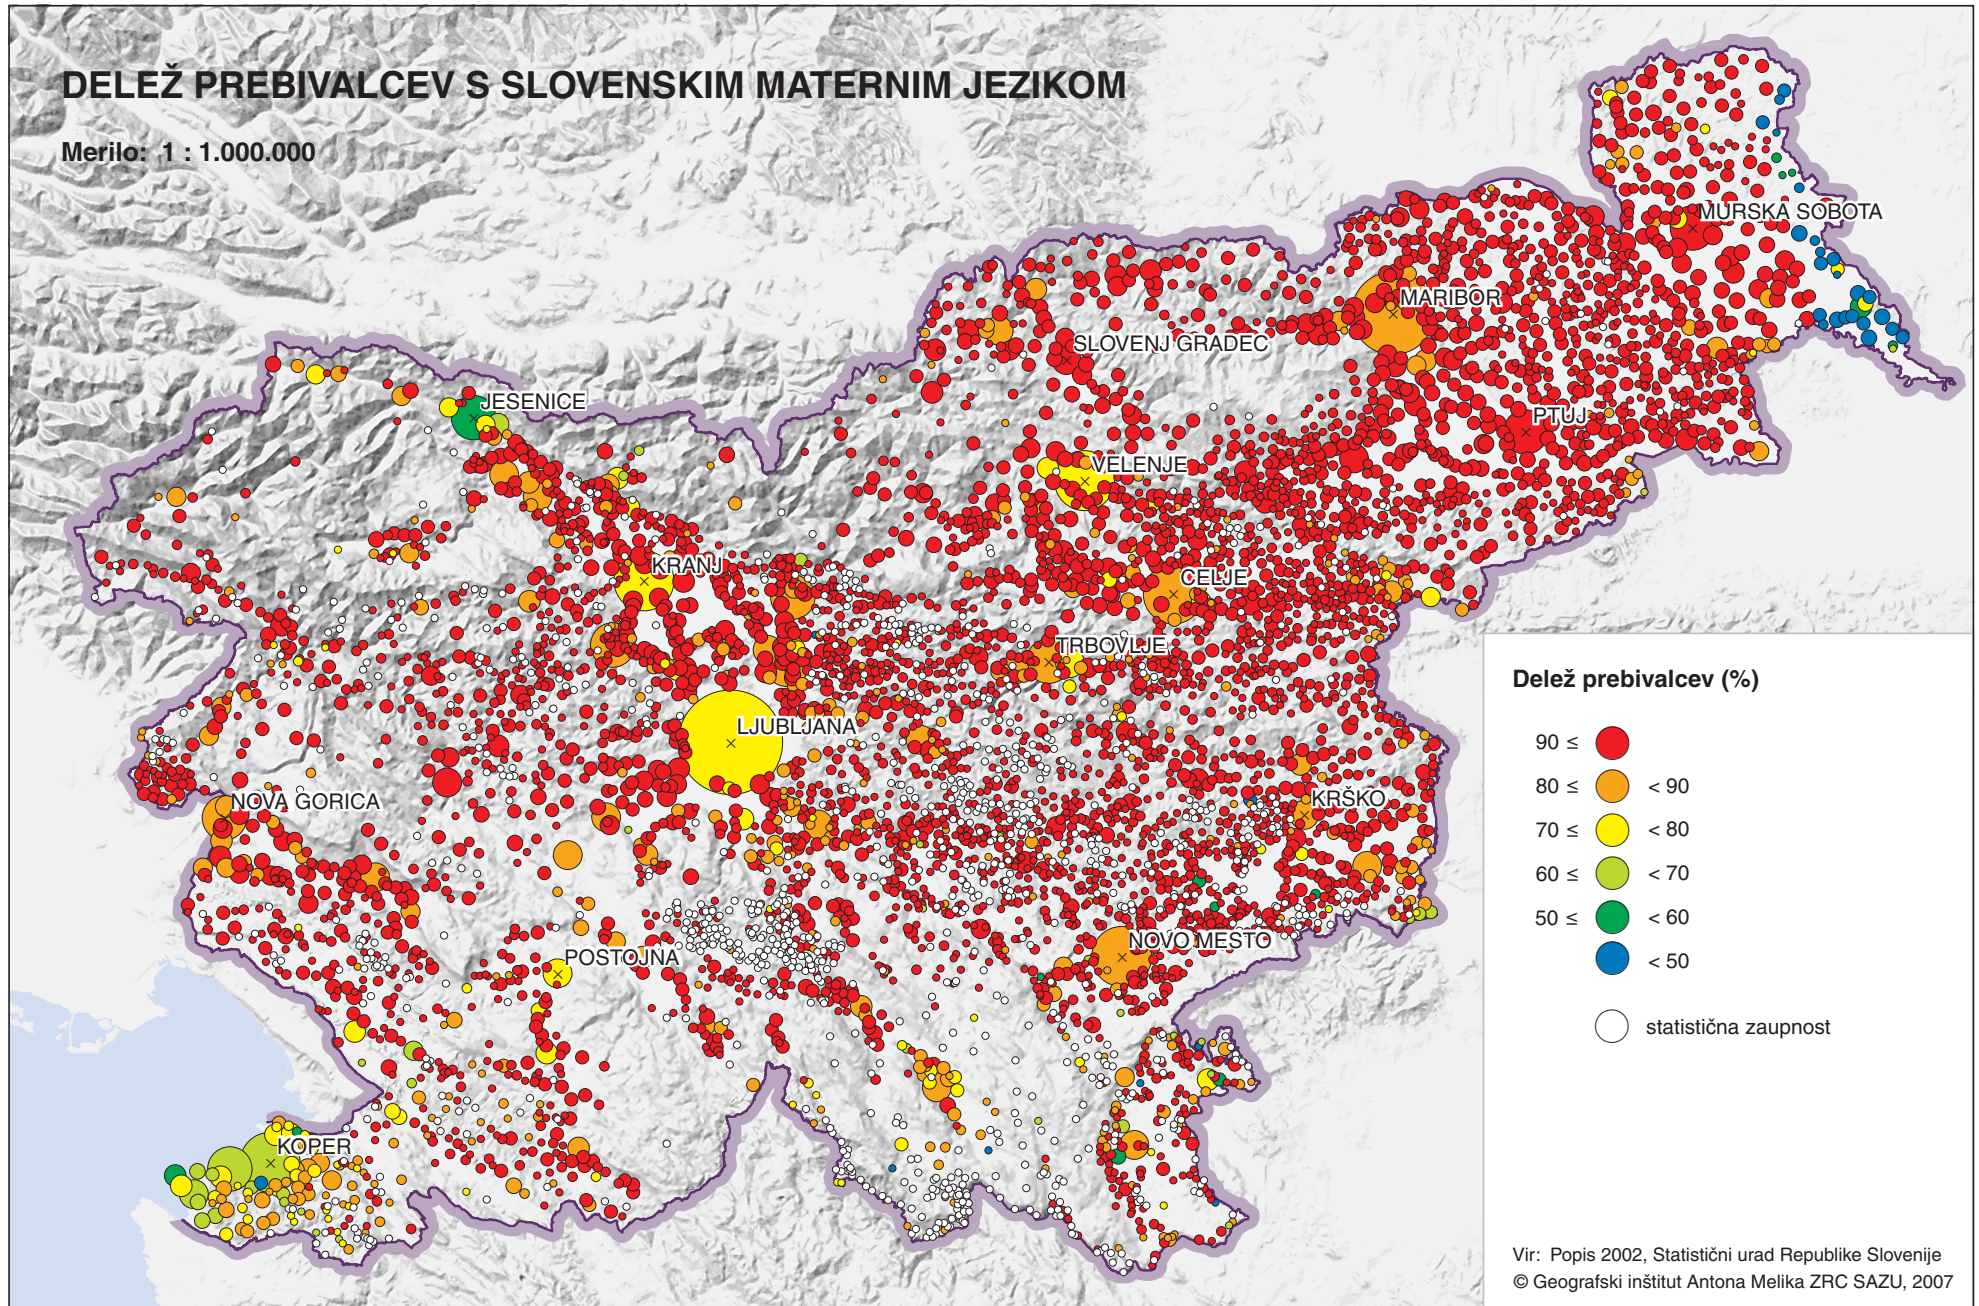 DELEŽ PREBIVALCEV S SLOVENSKIM MATERNIM JEZIKOM
Merilo: 1 : 1.000.000
MURSKA SOBOTA
MARIBOR
SLOVENJ GRADEC
JESENICE
PTUJ
VELENJE
KRANJ
CELJE
TRBOVLJE
LJUBLJANA
NOVA GORICA
KRŠKO
NOVO MESTO
POSTOJNA
KOPER
Delež prebivalcev (%)
90 ≤
80 ≤ < 90
70 ≤ < 80
60 ≤ < 70
50 ≤ < 60
< 50
statistična zaupnost
Vir: Popis 2002, Statistični urad Republike Slovenije
© Geografski inštitut Antona Melika ZRC SAZU, 2007